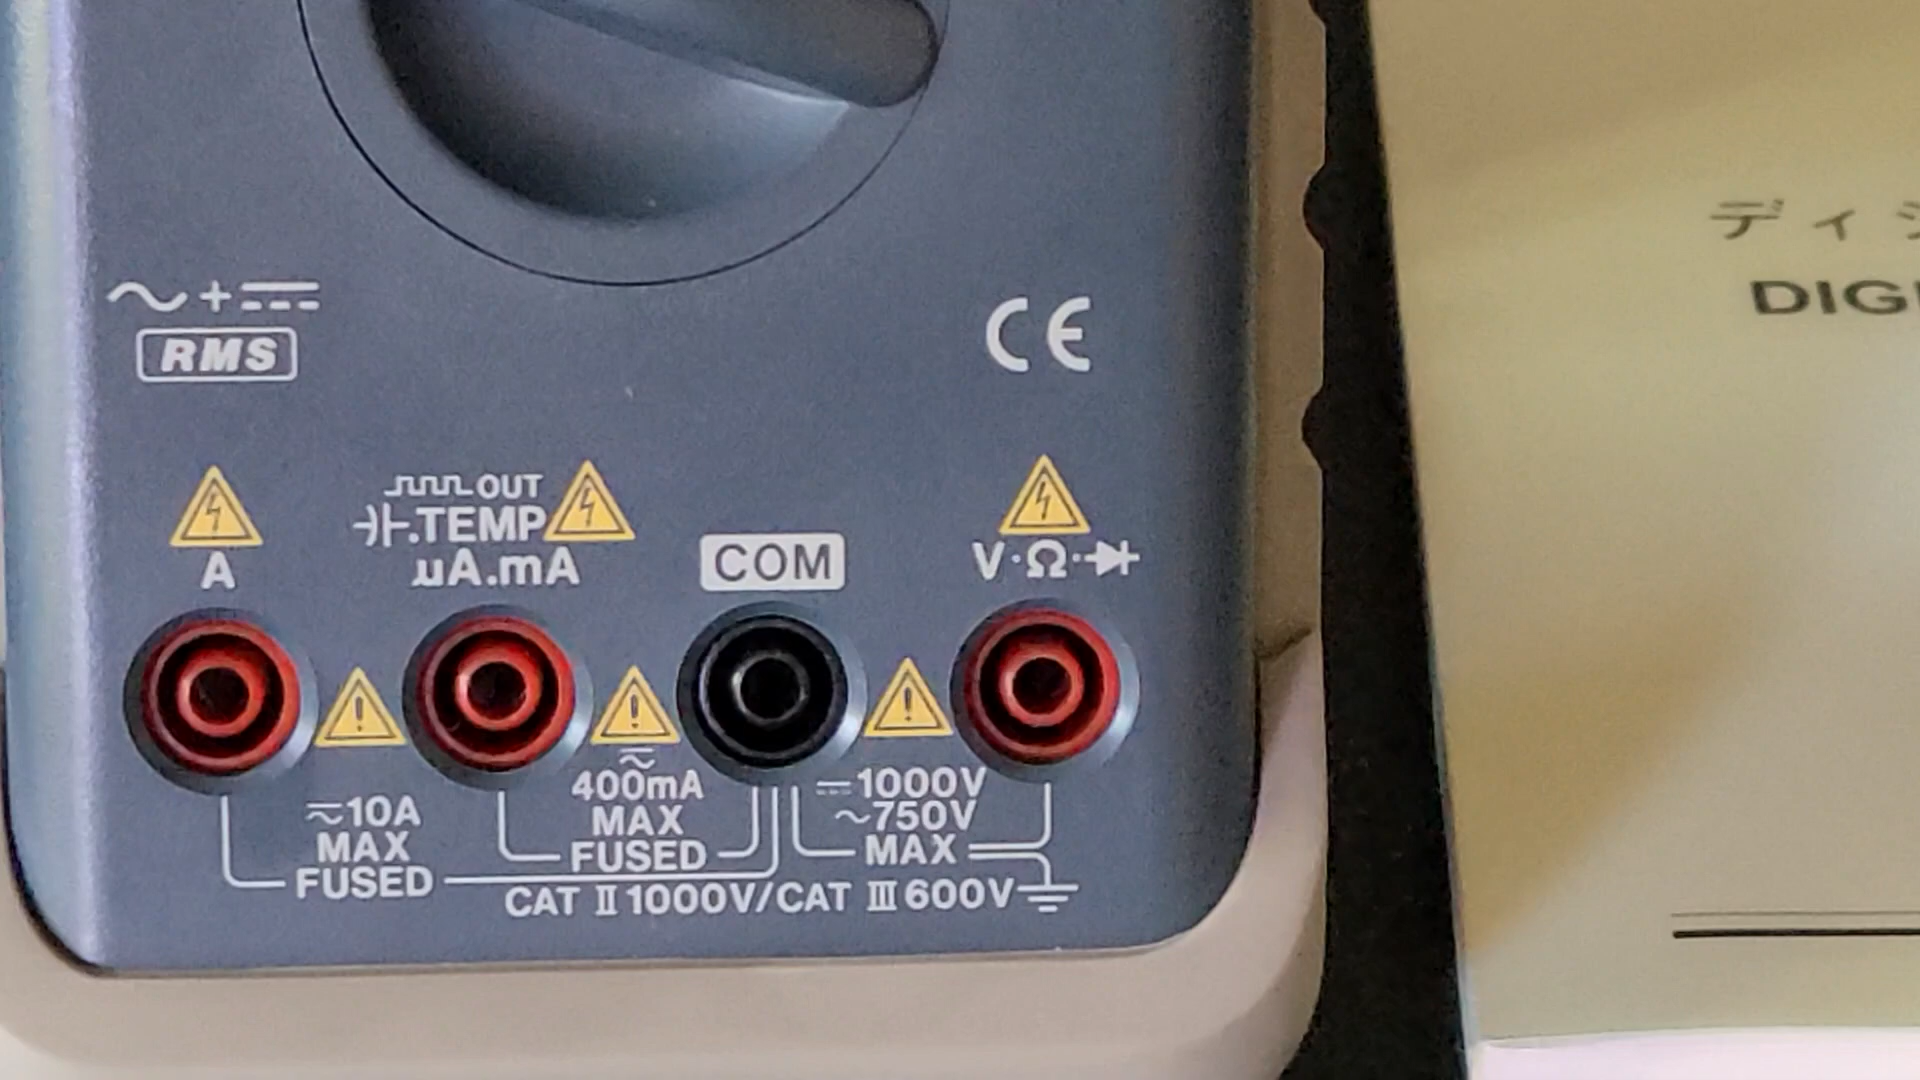 ～+⎓
RMS
CE
A
OUT
.TEMP
µA.mA
COM
V·Ω·
10A
MAX
FUSED
400mA
MAX
FUSED
⎓1000V
～750V
MAX
CAT Ⅱ 1000V/CAT Ⅲ 600V
ディ
DIG